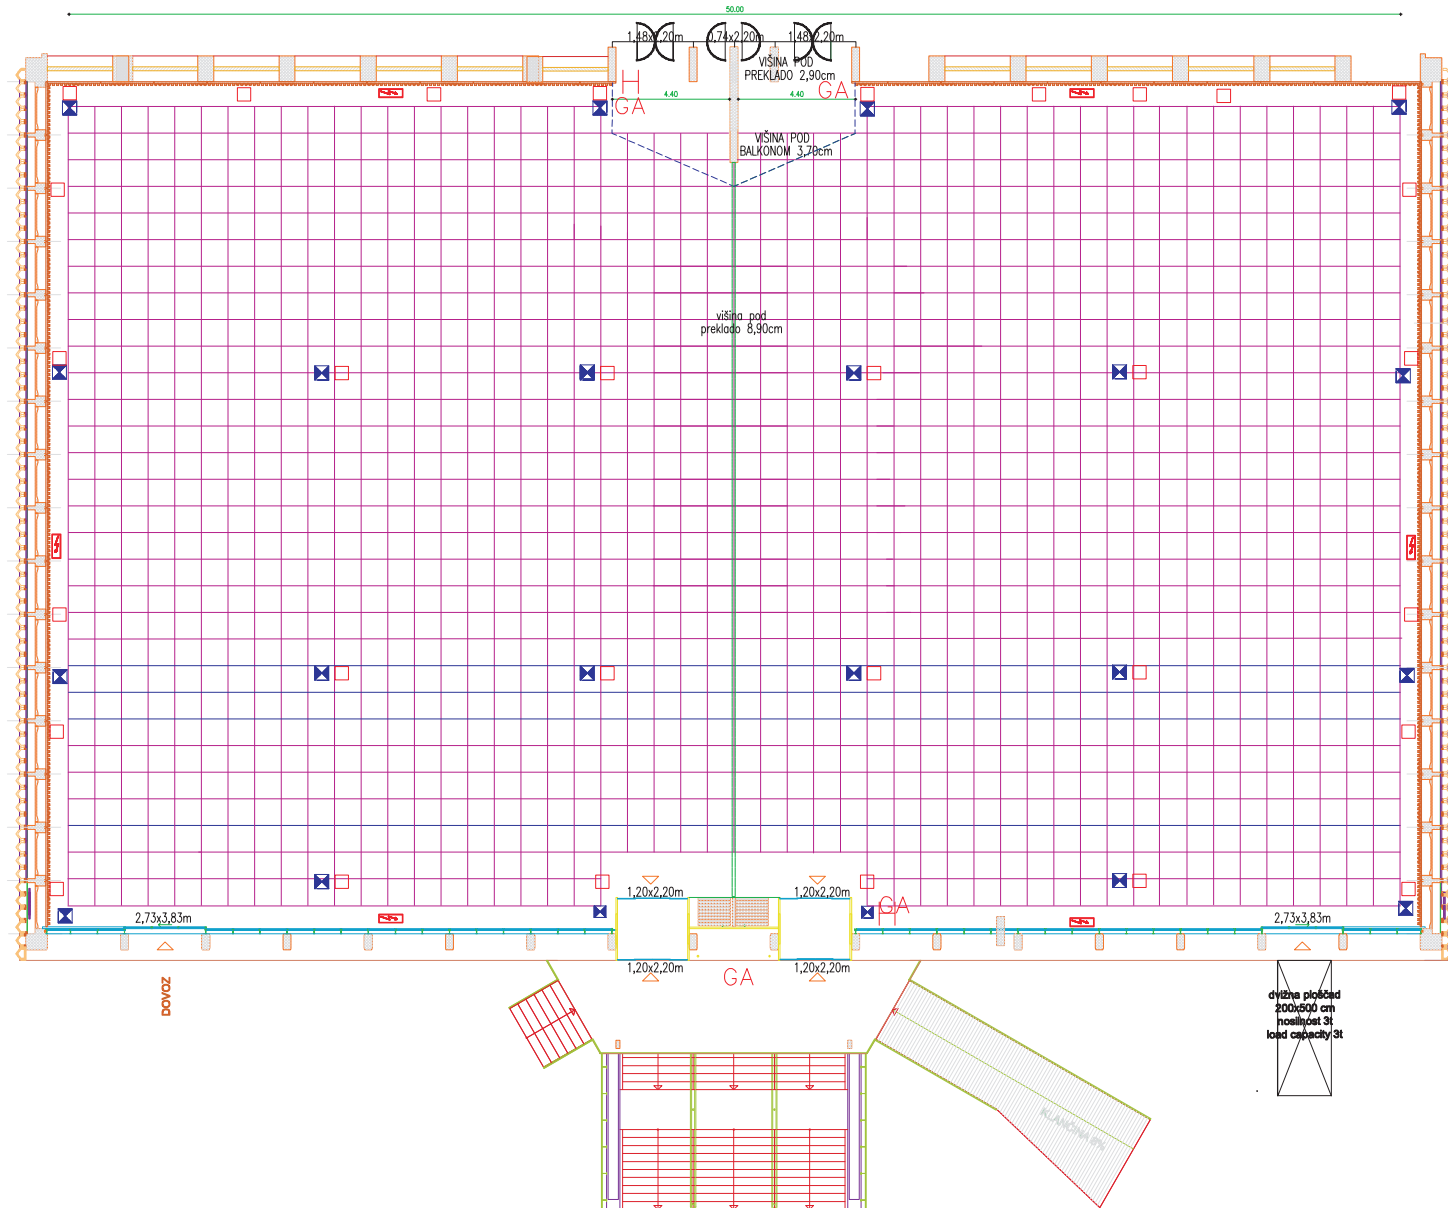 50.00
1,48x2,20m
0,74x2,20m
1,48x2,20m
VIŠINA POD
PREKLADO 2,90cm
H
GA
4.40
4.40
GA
VIŠINA POD
BALKONOM 3,70cm
višina pod
preklado 8,90cm
1,20x2,20m
1,20x2,20m
H
GA
2,73x3,83m
2,73x3,83m
1,20x2,20m
1,20x2,20m
GA
DOVOZ
dvižna ploščad
200x500 cm
nosilnost 3t
load capacity 3t
KLANČINA 8%